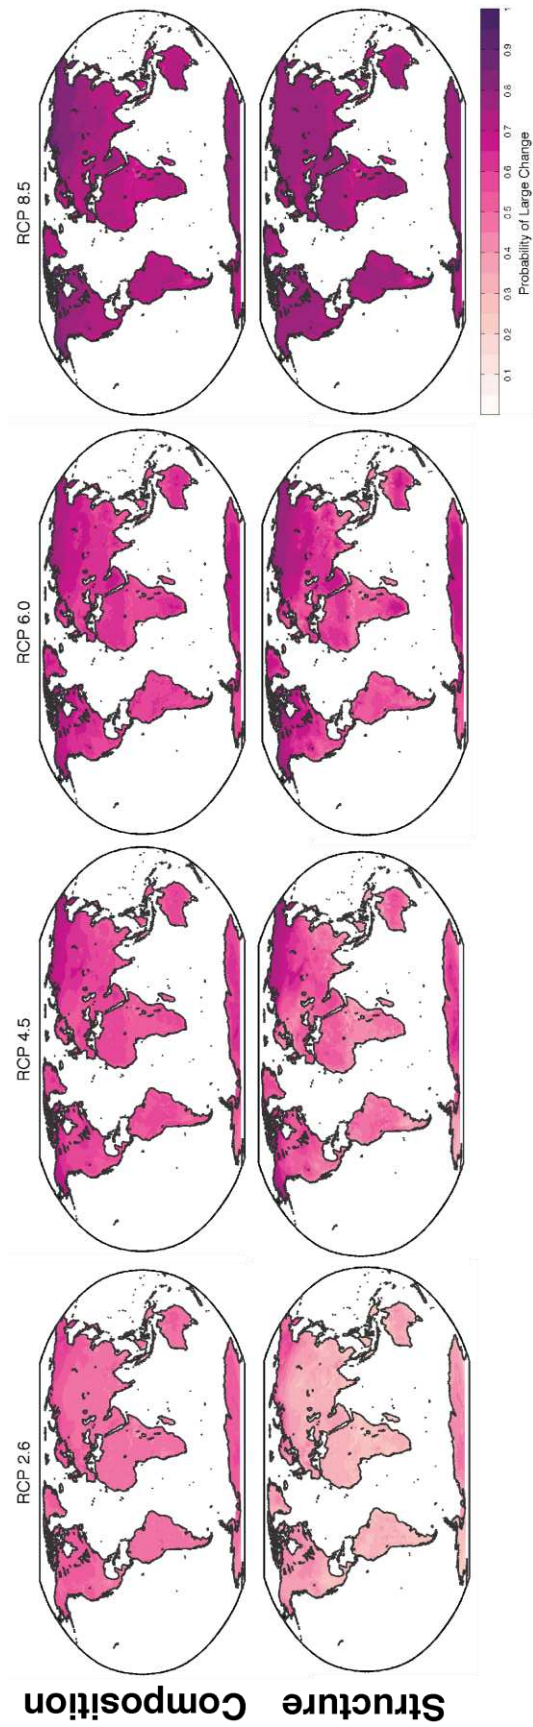 RCP 2.6
RCP 4.5
RCP 6.0
RCP 8.5
Composition
Structure
0.1 0.2 0.3 0.4 0.5 0.6 0.7 0.8 0.9 1
Probability of Large Change